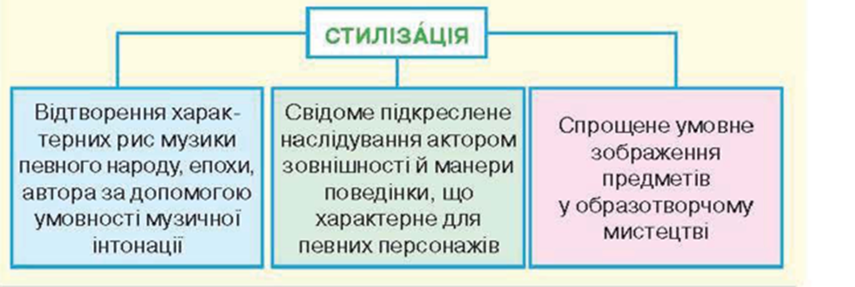 СТИЛІЗА́ЦІЯ
Відтворення харак-
терних рис музики
певного народу, епохи,
автора за допомогою
умовності музичної
інтонації
Свідоме підкреслене
наслідування актором
зовнішності й манери
поведінки, що
характерне для
певних персонажів
Спрощене умовне
зображення
предметів
у образотворчому
мистецтві